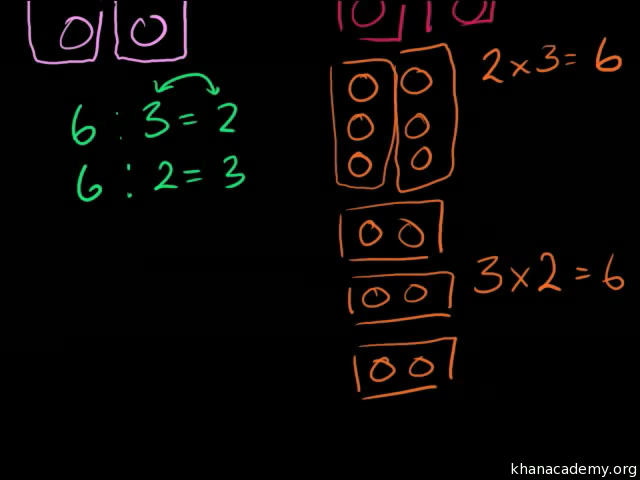 6 : 3 = 2
6 : 2 = 3
2 x 3 = 6
3 x 2 = 6
khanacademy.org